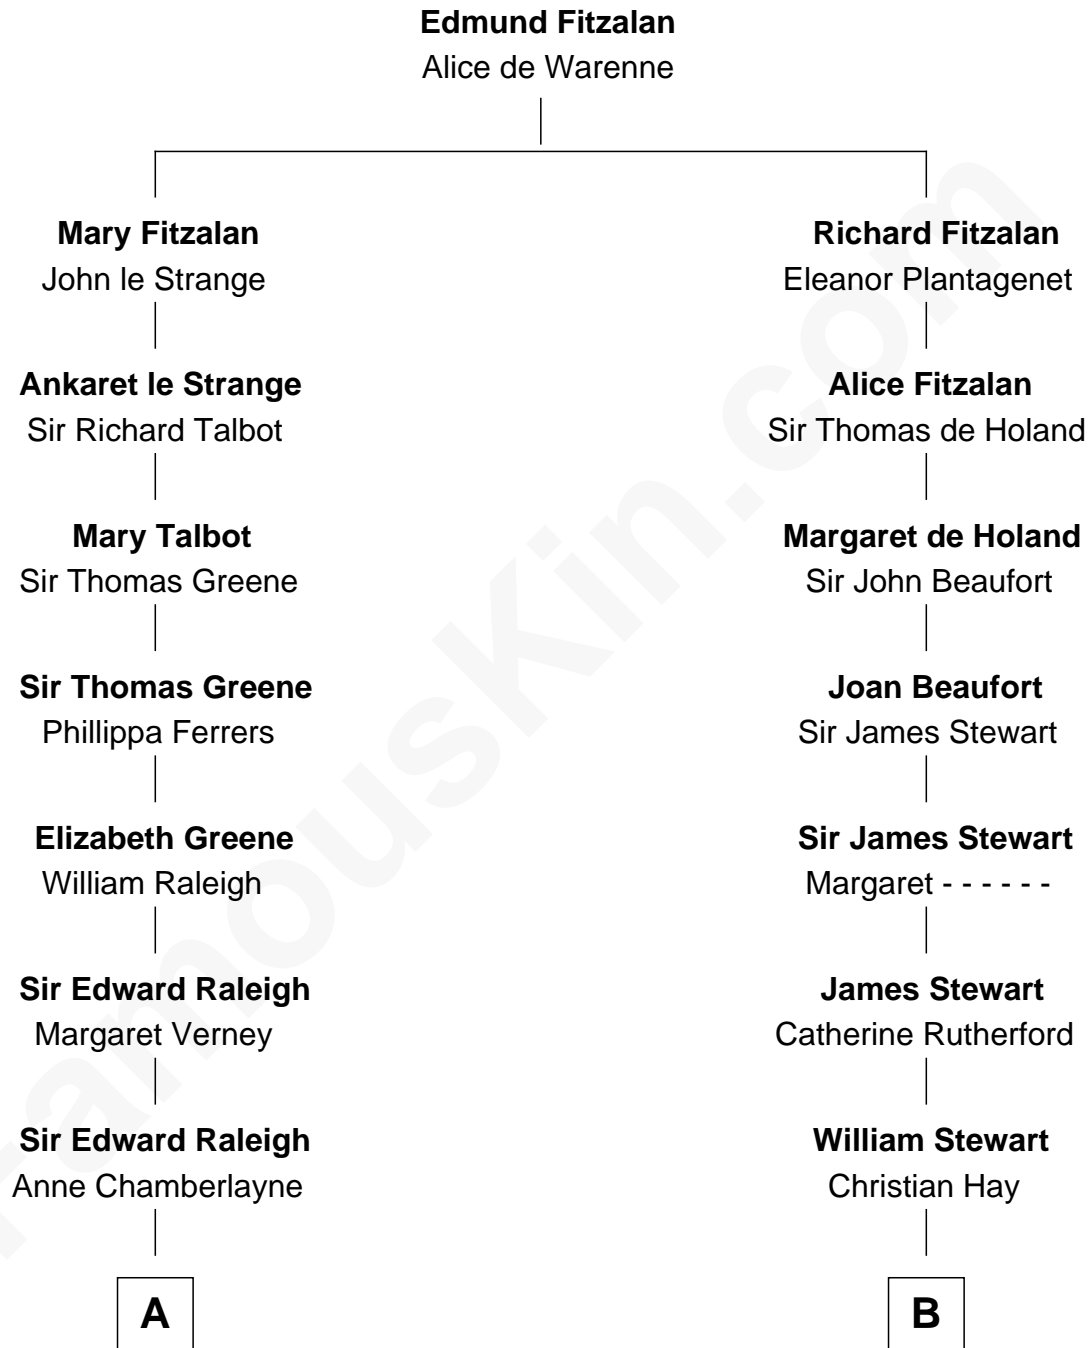 Edmund Fitzalan
Alice de Warenne
Mary Fitzalan
John le Strange
Richard Fitzalan
Eleanor Plantagenet
Ankaret le Strange
Sir Richard Talbot
Alice Fitzalan
Sir Thomas de Holand
Mary Talbot
Sir Thomas Greene
Margaret de Holand
Sir John Beaufort
Sir Thomas Greene
Phillippa Ferrers
Joan Beaufort
Sir James Stewart
Elizabeth Greene
William Raleigh
Sir James Stewart
Margaret - - - - - -
Sir Edward Raleigh
Margaret Verney
James Stewart
Catherine Rutherford
Sir Edward Raleigh
Anne Chamberlayne
William Stewart
Christian Hay
A
B
FamousKin.com